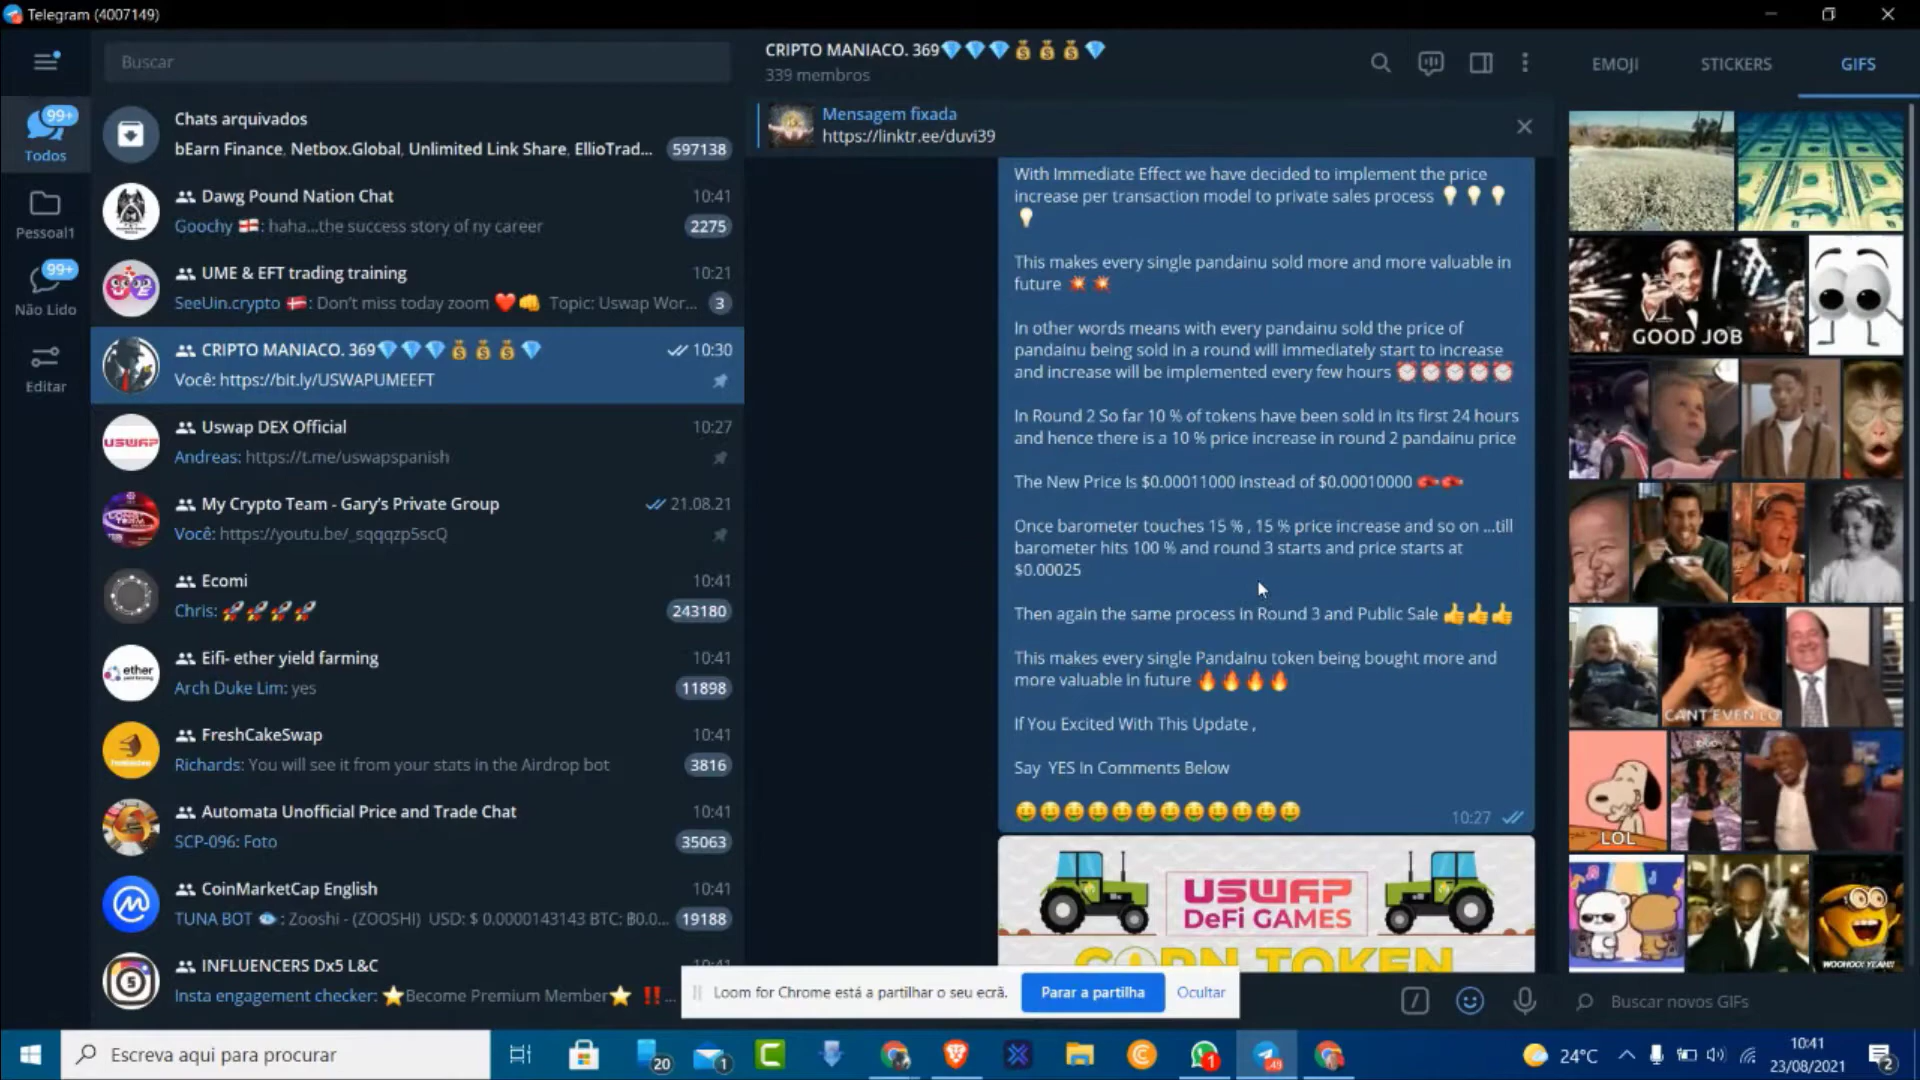 Telegram (4007149)
Buscar
Todos
99+
Pessoal1
99+
Não Lido
Editar
Chats arquivados
bEarn Finance, Netbox.Global, Unlimited Link Share, EllioTrad... 597138
Dawg Pound Nation Chat 10:41
Goochy 🏴󠁧󠁢󠁥󠁮󠁧󠁿: haha...the success story of ny career 2275
UME & EFT trading training 10:21
SeeUin.crypto 🇩🇰: Don't miss today zoom ❤️👊 Topic: Uswap Wor... 3
CRIPTO MANIACO. 369💎💎💎💰💰💰💎 10:30
Você: https://bit.ly/USWAPUMEEFT
USWAP
Uswap DEX Official 10:27
Andreas: https://t.me/uswapspanish
My Crypto Team - Gary's Private Group 21.08.21
Você: https://youtu.be/_sqqqzp5scQ
Ecomi 10:41
Chris: 🚀🚀🚀🚀 243180
ether
Eifi- ether yield farming 10:41
Arch Duke Lim: yes 11898
FreshCakeSwap 10:41
Richards: You will see it from your stats in the Airdrop bot 3816
Automata Unofficial Price and Trade Chat 10:41
SCP-096: Foto 35063
CoinMarketCap English 10:41
TUNA BOT 🐟: Zooshi - (ZOOSHI) USD: $ 0.0000143143 BTC: ₿0.0... 19188
INFLUENCERS Dx5 L&C 10:41
Insta engagement checker: ⭐Become Premium Member⭐ ‼️...
CRIPTO MANIACO. 369💎💎💎💰💰💰💎
339 membros
Mensagem fixada
https://linktr.ee/duvi39
With Immediate Effect we have decided to implement the price
increase per transaction model to private sales process 💡💡💡
💡
This makes every single pandainu sold more and more valuable in
future 💥💥
In other words means with every pandainu sold the price of
pandainu being sold in a round will immediately start to increase
and increase will be implemented every few hours ⏰⏰⏰⏰⏰
In Round 2 So far 10 % of tokens have been sold in its first 24 hours
and hence there is a 10 % price increase in round 2 pandainu price
The New Price Is $0.00011000 instead of $0.00010000
Once barometer touches 15 % , 15 % price increase and so on ...till
barometer hits 100 % and round 3 starts and price starts at
$0.00025
Then again the same process in Round 3 and Public Sale 👍👍👍
This makes every single PandaInu token being bought more and
more valuable in future 🔥🔥🔥🔥
If You Excited With This Update ,
Say YES In Comments Below
🤑🤑🤑🤑🤑🤑🤑🤑🤑🤑🤑🤑 10:27
USWAP
DeFi GAMES
CORN TOKEN
Loom for Chrome está a partilhar o seu ecrã. Parar a partilha Ocultar
EMOJI STICKERS GIFS
GOOD JOB
CANT EVEN LO
LOL
WOOHOO! YEAH!!
Buscar novos GIFs
Escreva aqui para procurar
20
1
1
24°C
10:41
23/08/2021
2